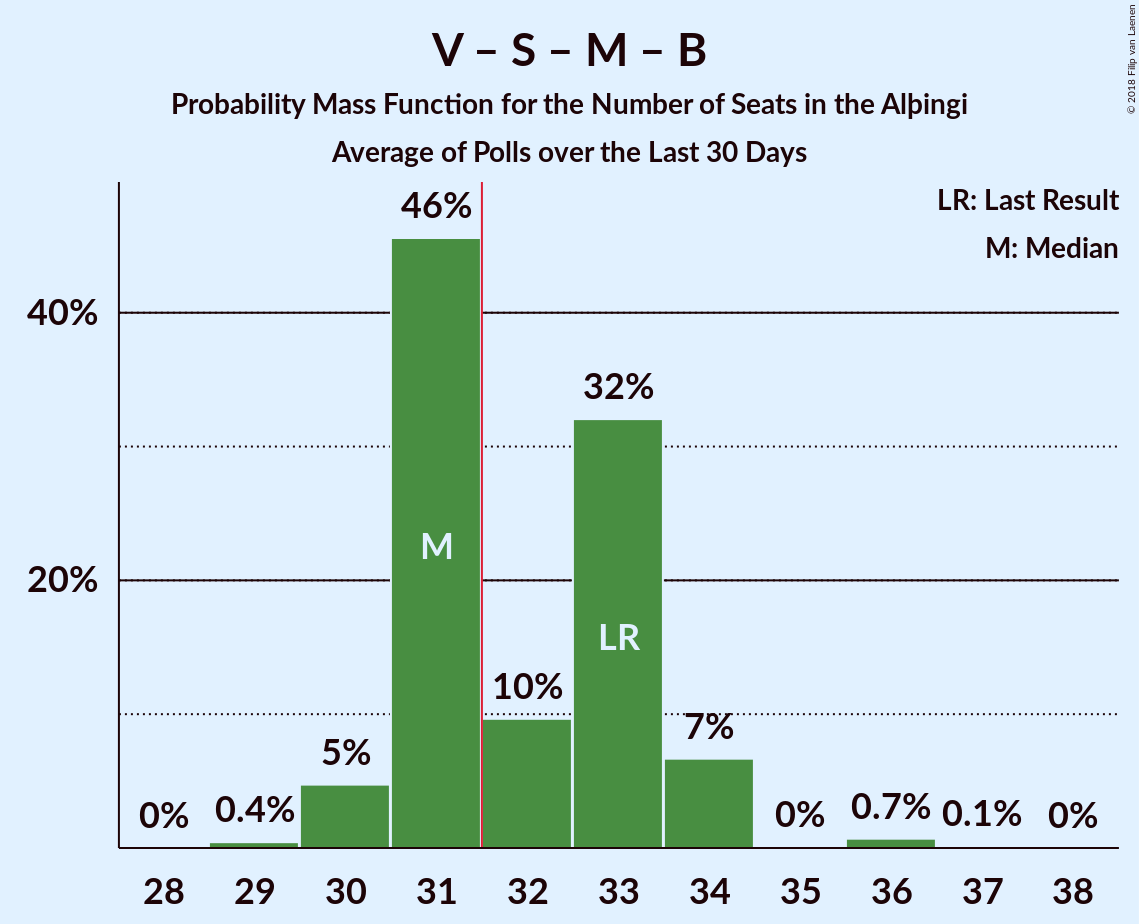 V – S – M – B
Probability Mass Function for the Number of Seats in the Alþingi
Average of Polls over the Last 30 Days
© 2018 Filip van Laenen
LR: Last Result
M: Median
46%
40%
32%
M
20%
LR
10%
7%
5%
0%
0.4%
0%
0.7%
0.1%
0%
28 29 30 31 32 33 34 35 36 37 38